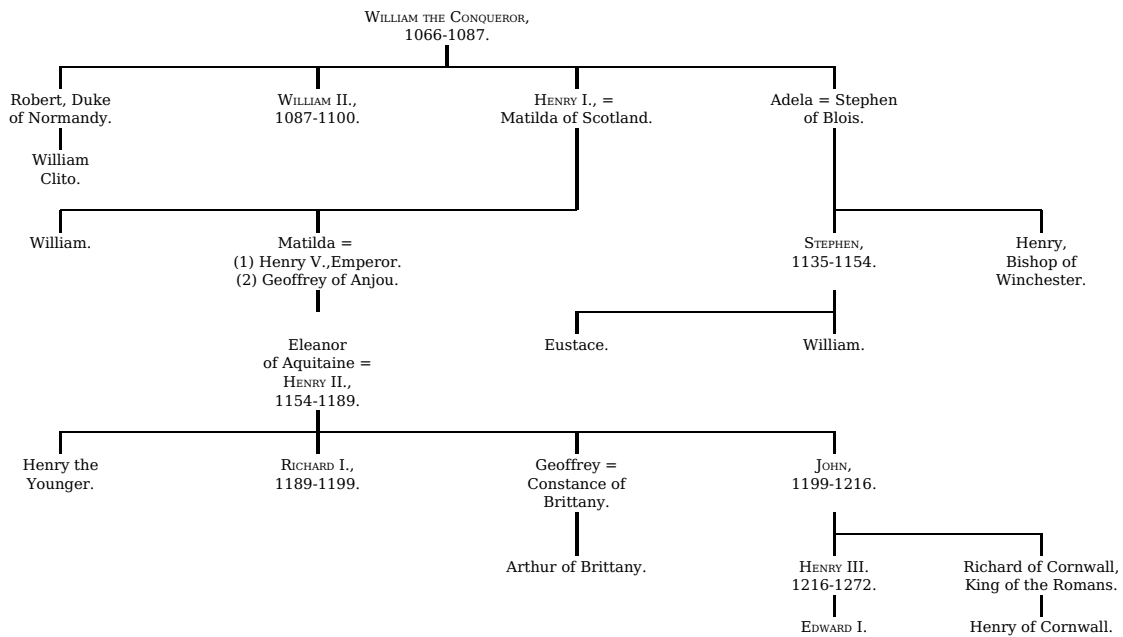 William the Conqueror,
1066-1087.
Robert, Duke
of Normandy.
William II.,
1087-1100.
Henry I., =
Matilda of Scotland.
Adela = Stephen
of Blois.
William
Clito.
William.
Matilda =
(1) Henry V.,Emperor.
(2) Geoffrey of Anjou.
Stephen,
1135-1154.
Henry,
Bishop of
Winchester.
Eleanor
of Aquitaine =
Henry II.,
1154-1189.
Eustace.
William.
Henry the
Younger.
Richard I.,
1189-1199.
Geoffrey =
Constance of
Brittany.
John,
1199-1216.
Arthur of Brittany.
Henry III.
1216-1272.
Richard of Cornwall,
King of the Romans.
Edward I.
Henry of Cornwall.